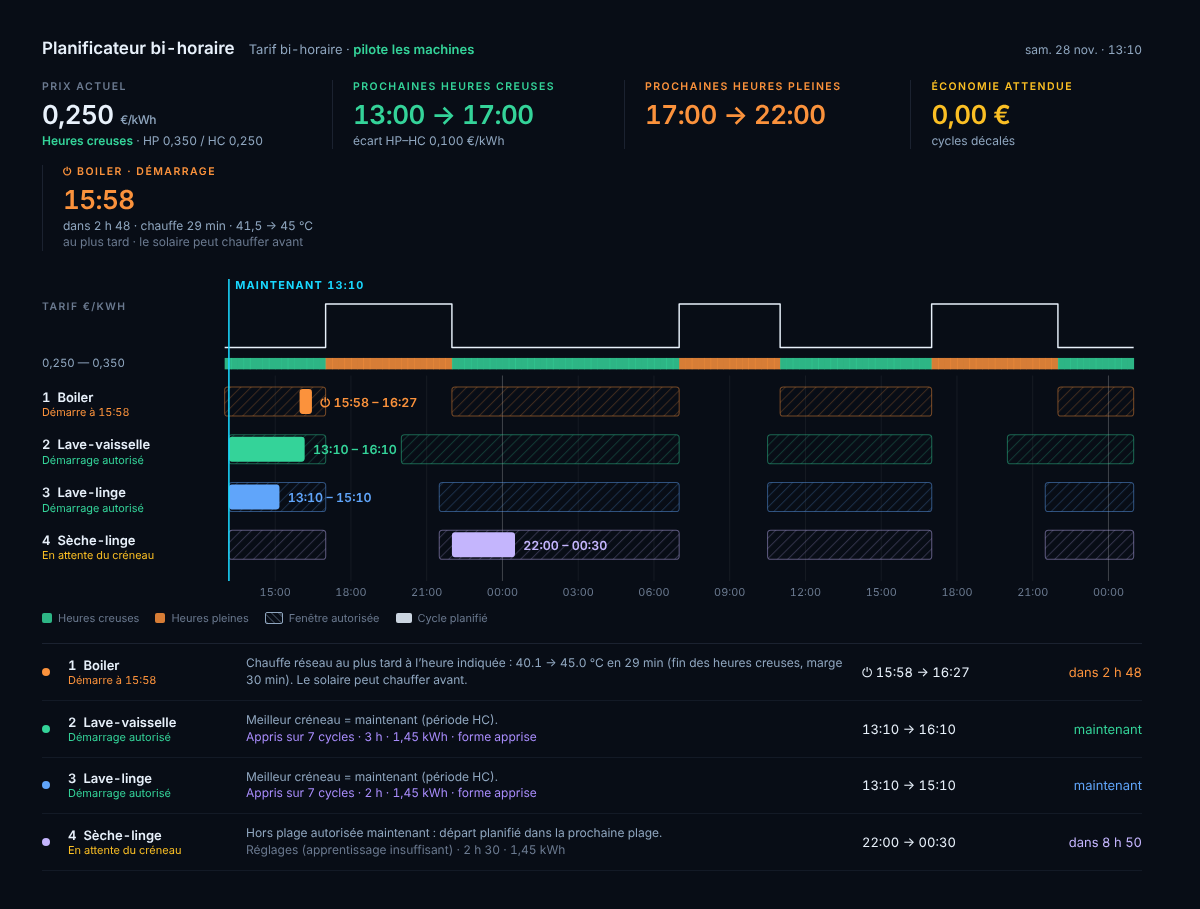 Planificateur bi-horaire Tarif bi-horaire · pilote les machines
sam. 28 nov. · 13:10
PRIX ACTUEL
0,250 €/kWh
Heures creuses · HP 0,350 / HC 0,250
PROCHAINES HEURES CREUSES
13:00 → 17:00
écart HP–HC 0,100 €/kWh
PROCHAINES HEURES PLEINES
17:00 → 22:00
ÉCONOMIE ATTENDUE
0,00 €
cycles décalés
⏻ BOILER · DÉMARRAGE
15:58
dans 2 h 48 · chauffe 29 min · 41,5 → 45 °C
au plus tard · le solaire peut chauffer avant
MAINTENANT 13:10
TARIF €/KWH
0,250 — 0,350
1 Boiler
Démarre à 15:58
⏻ 15:58 – 16:27
2 Lave-vaisselle
Démarrage autorisé
13:10 – 16:10
3 Lave-linge
Démarrage autorisé
13:10 – 15:10
4 Sèche-linge
En attente du créneau
22:00 – 00:30
15:00 18:00 21:00 00:00 03:00 06:00 09:00 12:00 15:00 18:00 21:00 00:00
Heures creuses Heures pleines Fenêtre autorisée Cycle planifié
1 Boiler
Démarre à 15:58
Chauffe réseau au plus tard à l’heure indiquée : 40.1 → 45.0 °C en 29 min (fin des heures creuses, marge
30 min). Le solaire peut chauffer avant.
⏻ 15:58 → 16:27
dans 2 h 48
2 Lave-vaisselle
Démarrage autorisé
Meilleur créneau = maintenant (période HC).
Appris sur 7 cycles · 3 h · 1,45 kWh · forme apprise
13:10 → 16:10
maintenant
3 Lave-linge
Démarrage autorisé
Meilleur créneau = maintenant (période HC).
Appris sur 7 cycles · 2 h · 1,45 kWh · forme apprise
13:10 → 15:10
maintenant
4 Sèche-linge
En attente du créneau
Hors plage autorisée maintenant : départ planifié dans la prochaine plage.
Réglages (apprentissage insuffisant) · 2 h 30 · 1,45 kWh
22:00 → 00:30
dans 8 h 50